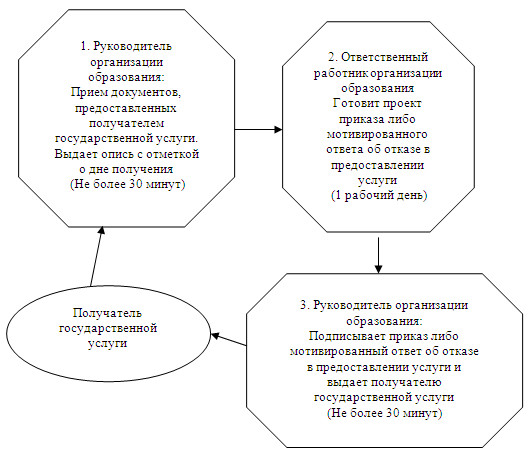 1. Руководитель
организации
образования:
Прием документов,
предоставленных
получателем
государственной услуги.
Выдает опись с отметкой
о дне получения
(Не более 30 минут)
2. Ответственный
работник организации
образования
Готовит проект
приказа либо
мотивированного
ответа об отказе в
предоставлении
услуги
(1 рабочий день)
3. Руководитель организации
образования:
Подписывает приказ либо
мотивированный ответ об отказе
в предоставлении услуги и
выдает получателю
государственной услуги
(Не более 30 минут)
Получатель
государственной
услуги